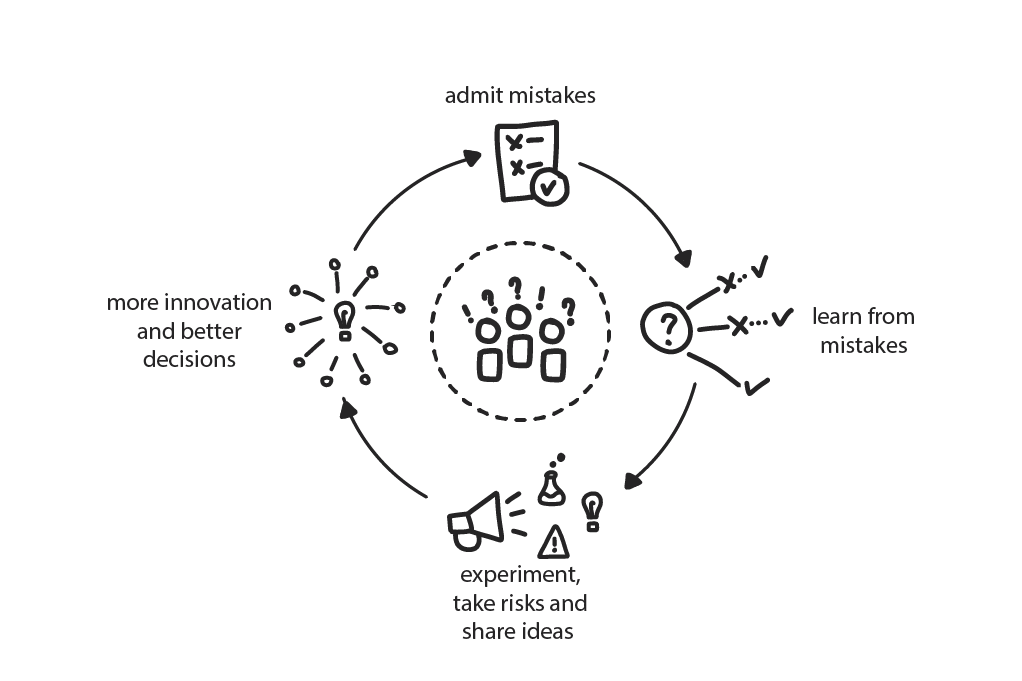 admit mistakes
more innovation
and better
decisions
learn from
mistakes
experiment,
take risks and
share ideas